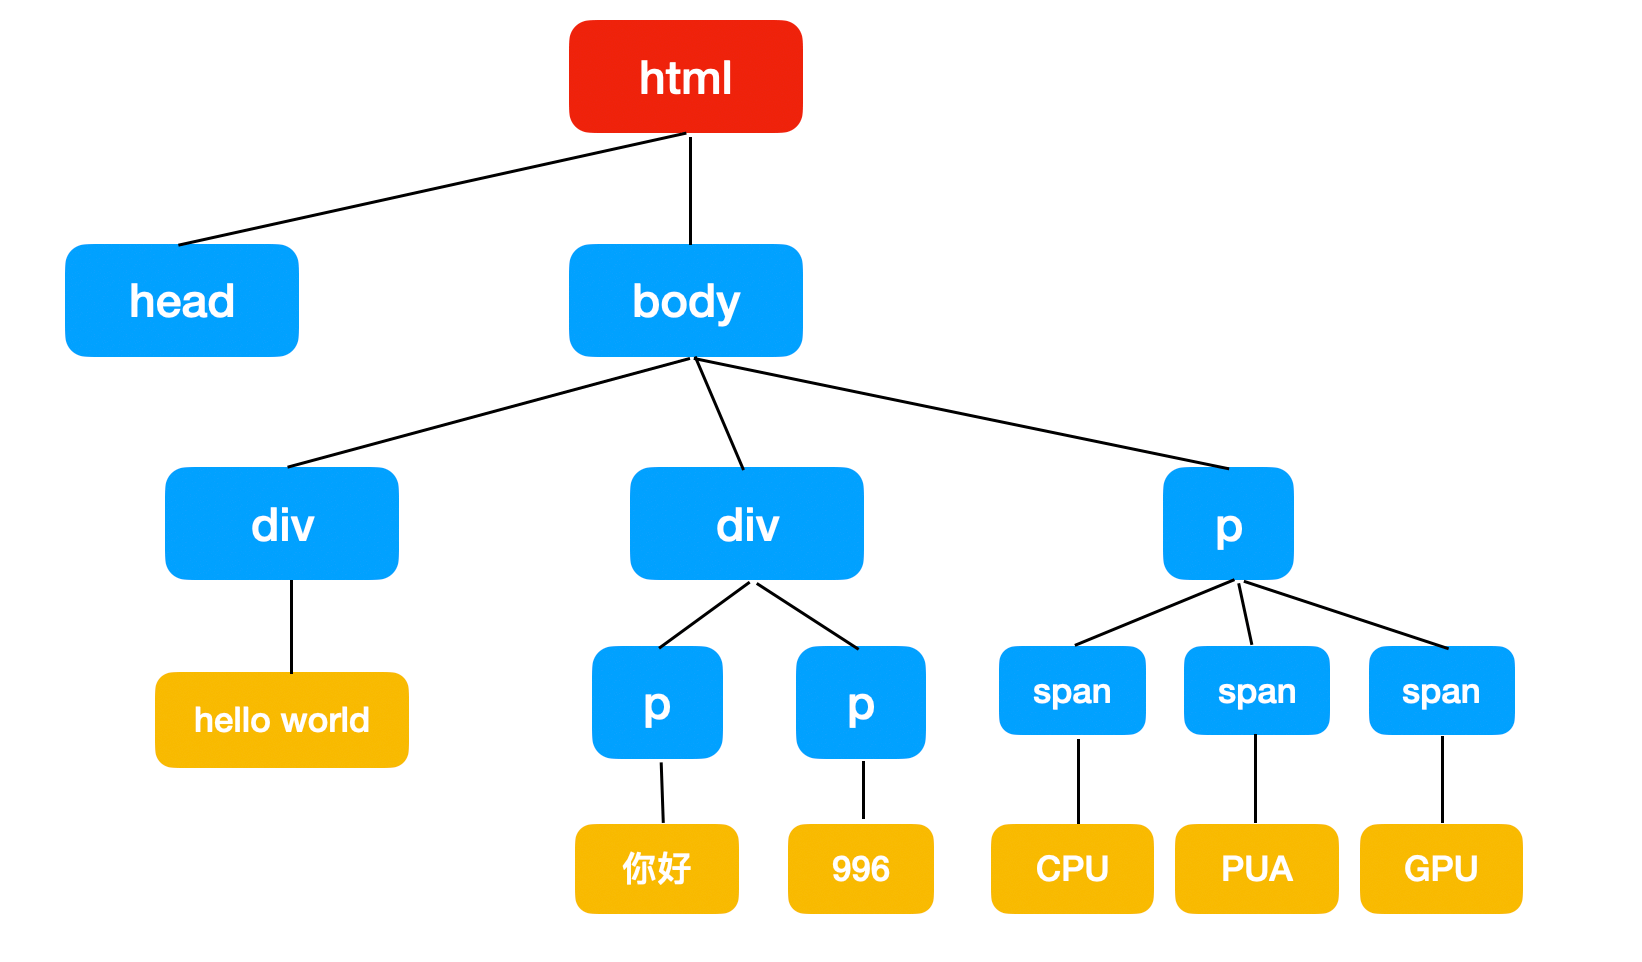 html
head
body
div
div
p
p
p
span
span
span
hello world
你好
996
CPU
PUA
GPU